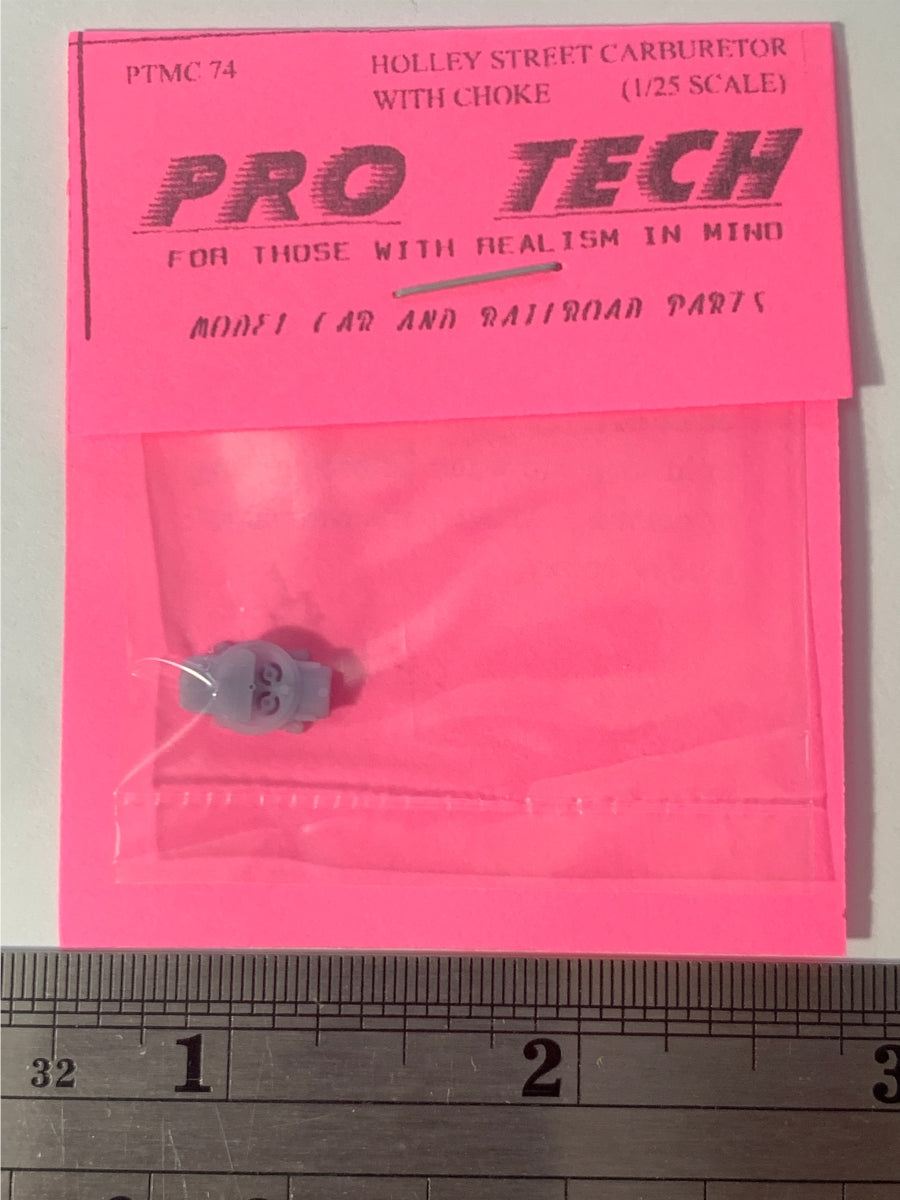 PTMC 74
HOLLEY STREET CARBURETOR
WITH CHOKE (1/25 SCALE)
PRO TECH
FOR THOSE WITH REALISM IN MIND
MODEL CAR AND RAILROAD PARTS
32 1 2 3